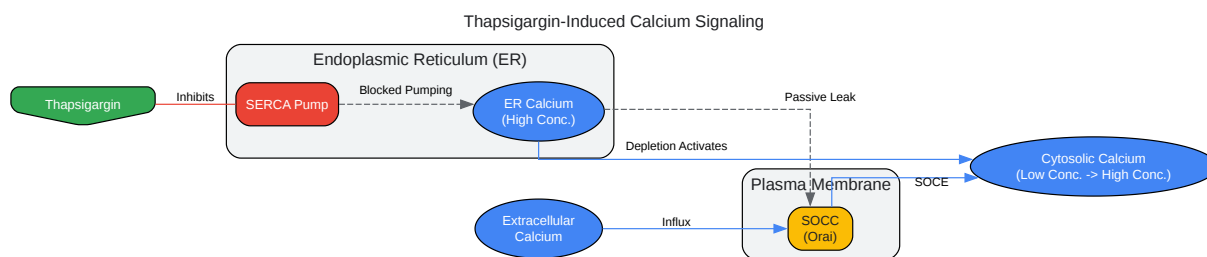 Thapsigargin-Induced Calcium Signaling
Endoplasmic Reticulum (ER)
Thapsigargin
Inhibits
SERCA Pump
Blocked Pumping
ER Calcium
(High Conc.)
Passive Leak
Depletion Activates
Cytosolic Calcium
(Low Conc. -> High Conc.)
Plasma Membrane
SOCE
Extracellular
Calcium
Influx
SOCC
(Orai)